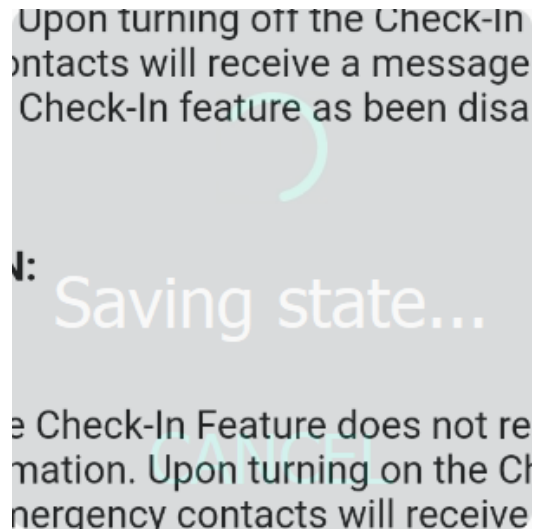 Upon turning off the Check-In
ontacts will receive a message
Check-In feature as been disa
N:
Saving state...
e Check-In Feature does not re
CANCEL
mation. Upon turning on the Ch
mergency contacts will receive